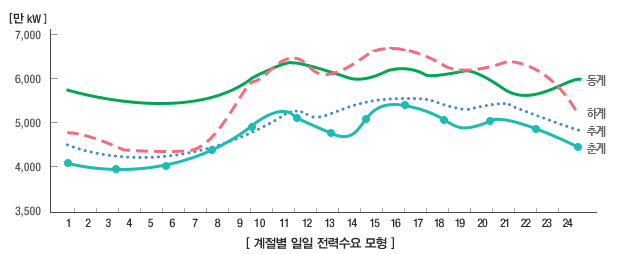 [만 kW]
7,000
6,000
5,000
4,000
3,500
동계
하계
추계
춘계
1 2 3 4 5 6 7 8 9 10 11 12 13 14 15 16 17 18 19 20 21 22 23 24
[ 계절별 일일 전력수요 모형 ]